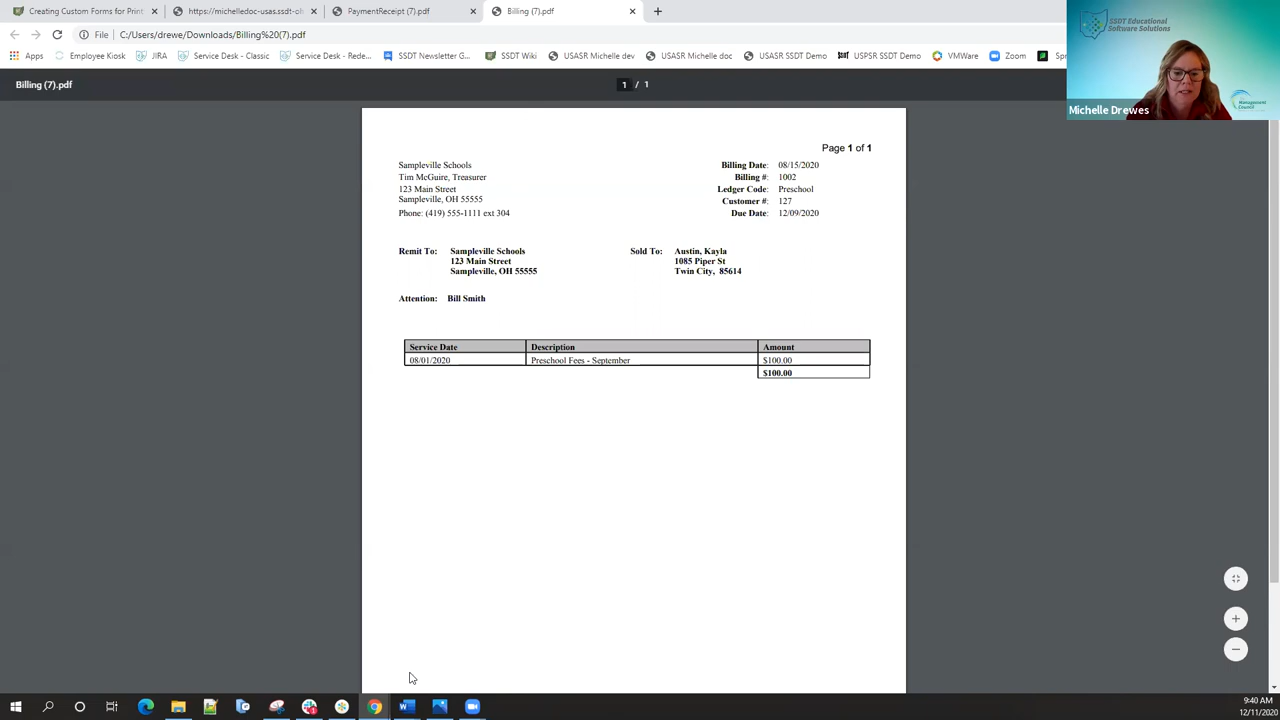 Creating Custom Forms for Print
https://michelledoc-usas.ssdt-oh
PaymentReceipt (7).pdf
Billing (7).pdf
File
C:/Users/drewe/Downloads/Billing%20(7).pdf
Apps
Employee Kiosk
JIRA
Service Desk - Classic
Service Desk - Rede...
SSDT Newsletter G...
SSDT Wiki
USASR Michelle dev
USASR Michelle doc
USASR SSDT Demo
USPSR SSDT Demo
VMWare
Zoom
Sp
SSDT Educational
Software Solutions
Management
Council
Michelle Drewes
Billing (7).pdf
1 / 1
Page 1 of 1
Sampleville Schools
Tim McGuire, Treasurer
123 Main Street
Sampleville, OH 55555
Phone: (419) 555-1111 ext 304
Billing Date: 08/15/2020
Billing #: 1002
Ledger Code: Preschool
Customer #: 127
Due Date: 12/09/2020
Remit To: Sampleville Schools
123 Main Street
Sampleville, OH 55555
Sold To: Austin, Kayla
1085 Piper St
Twin City, 85614
Attention: Bill Smith
Service Date Description Amount
08/01/2020 Preschool Fees - September $100.00
$100.00
9:40 AM
12/11/2020